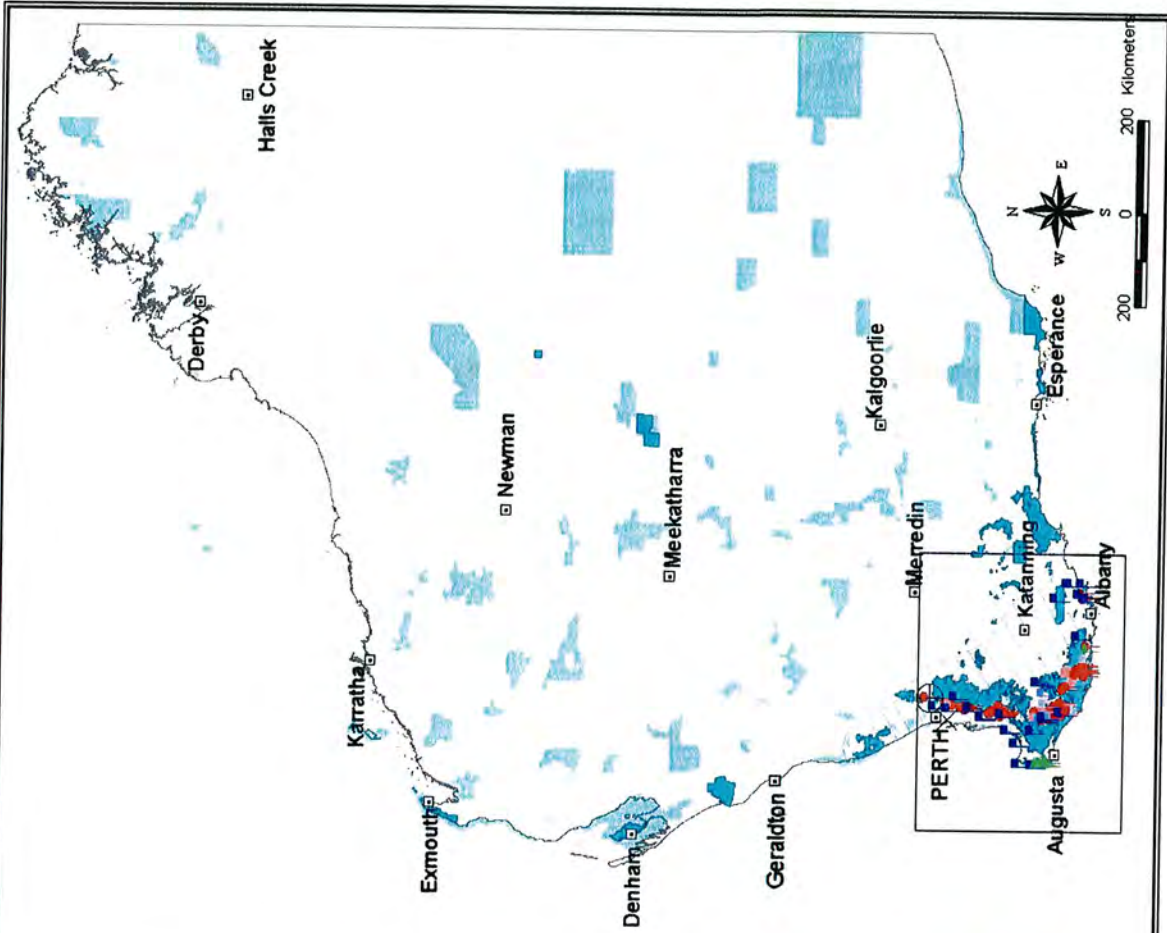 Halls Creek
Derby
Newman
Karratha
Exmouth
Meekatharra
Denham
Kalgoorlie
Geraldton
Merredin
PERTH
Katanning
Esperance
Augusta
Albany
N
W
E
S
200 0 200 Kilometers